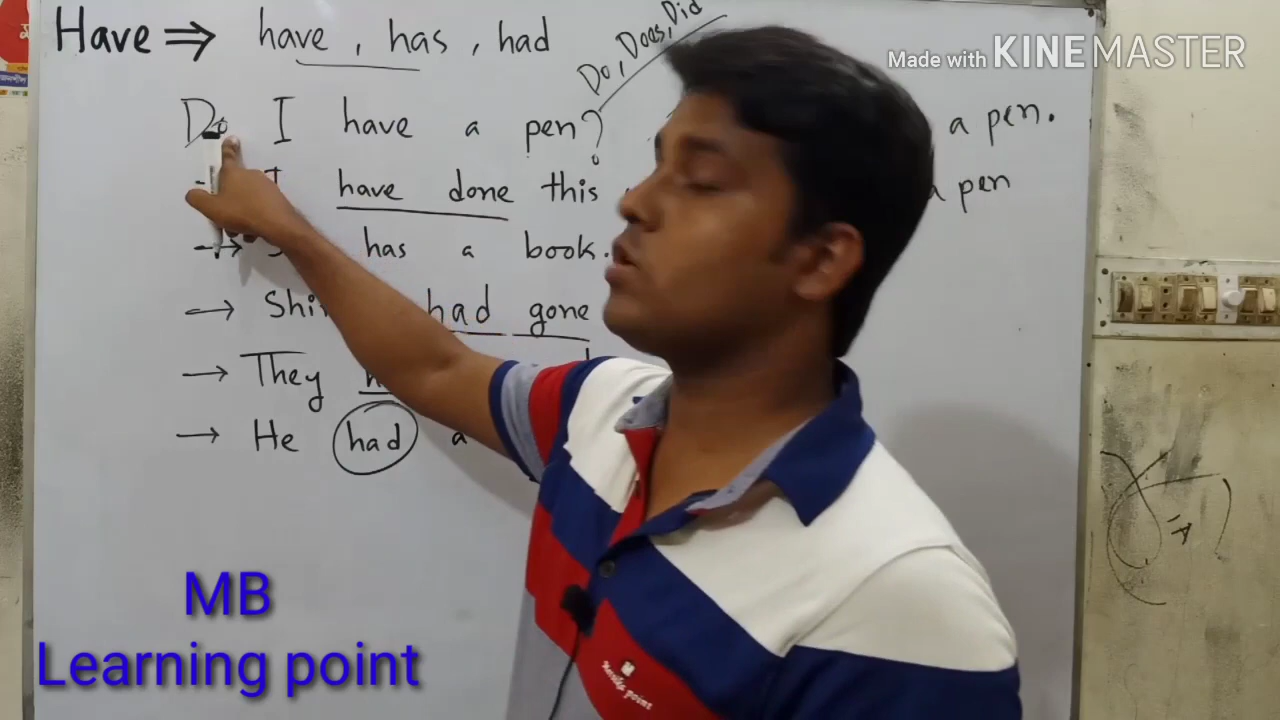 Have ⇒ have, has, had
Do, Does, Did
Made with KINEMASTER
Do I have a pen? a pen.
→ I have done this a pen
→ has a book.
→ had gone
→ They
→ He had a
MB
Learning point